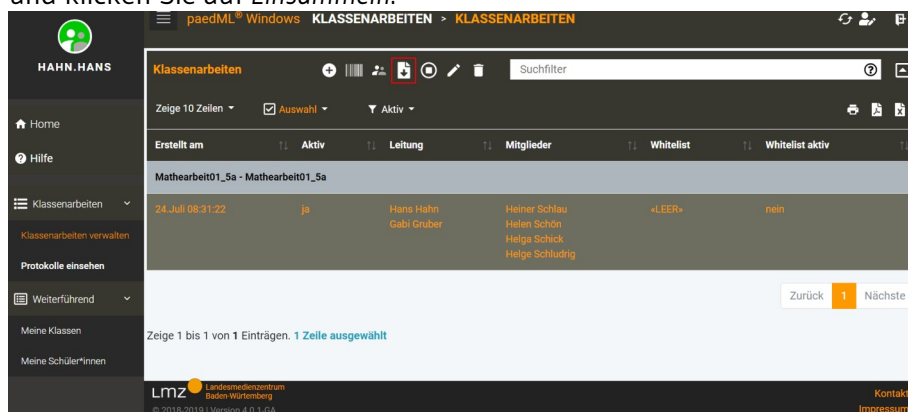 und klicken Sie auf Einsammeln.
paedML® Windows KLASSENARBEITEN > KLASSENARBEITEN
HAHN.HANS
Klassenarbeiten
Suchfilter
Zeige 10 Zeilen
Auswahl
Aktiv
Home
Hilfe
Klassenarbeiten
Klassenarbeiten verwalten
Protokolle einsehen
Weiterführend
Meine Klassen
Meine Schüler*innen
Erstellt am Aktiv Leitung Mitglieder Whitelist Whitelist aktiv
Mathearbeit01_5a - Mathearbeit01_5a
24.Juli 08:31:22 ja Hans Hahn Heiner Schlau «LEER» nein
Gabi Gruber Helen Schön
Helga Schick
Helge Schludrig
Zurück 1 Nächste
Zeige 1 bis 1 von 1 Einträgen. 1 Zeile ausgewählt
LMZ Landesmedienzentrum
Baden-Würtemberg
Kontakt
© 2018-2019 | Version 4.0.1-GA
Impressum